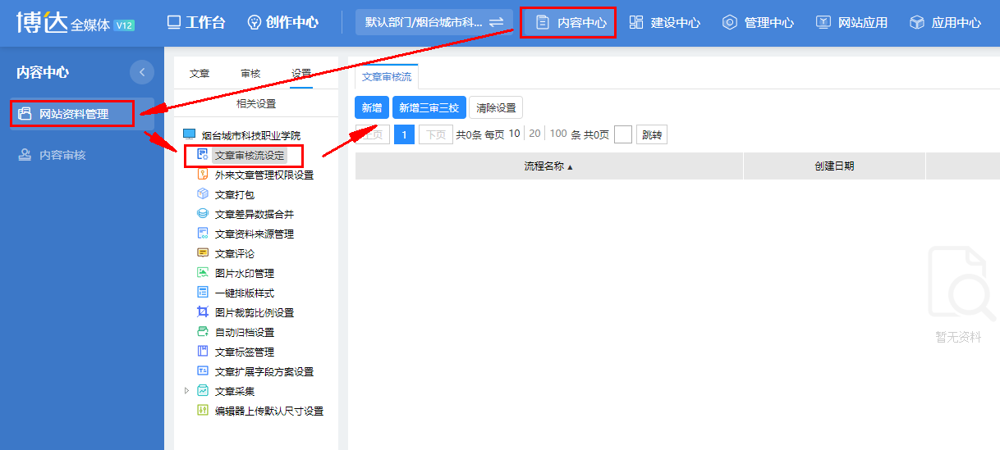 博达全媒体 V12 工作台 创作中心 默认部门/烟台城市科... 内容中心 建设中心 管理中心 网站应用 应用中心
内容中心
网站资料管理
内容审核
文章 审核 设置
相关设置
烟台城市科技职业学院
文章审核流设定
外来文章管理权限设置
文章打包
文章差异数据合并
文章资料来源管理
文章评论
图片水印管理
一键排版样式
图片裁剪比例设置
自动归档设置
文章标签管理
文章扩展字段方案设置
文章采集
编辑器上传默认尺寸设置
文章审核流
新增 新增三审三校 清除设置
上页 1 下页 共0条 每页 10 20 100 条 共0页 跳转
流程名称▲ 创建日期
暂无资料